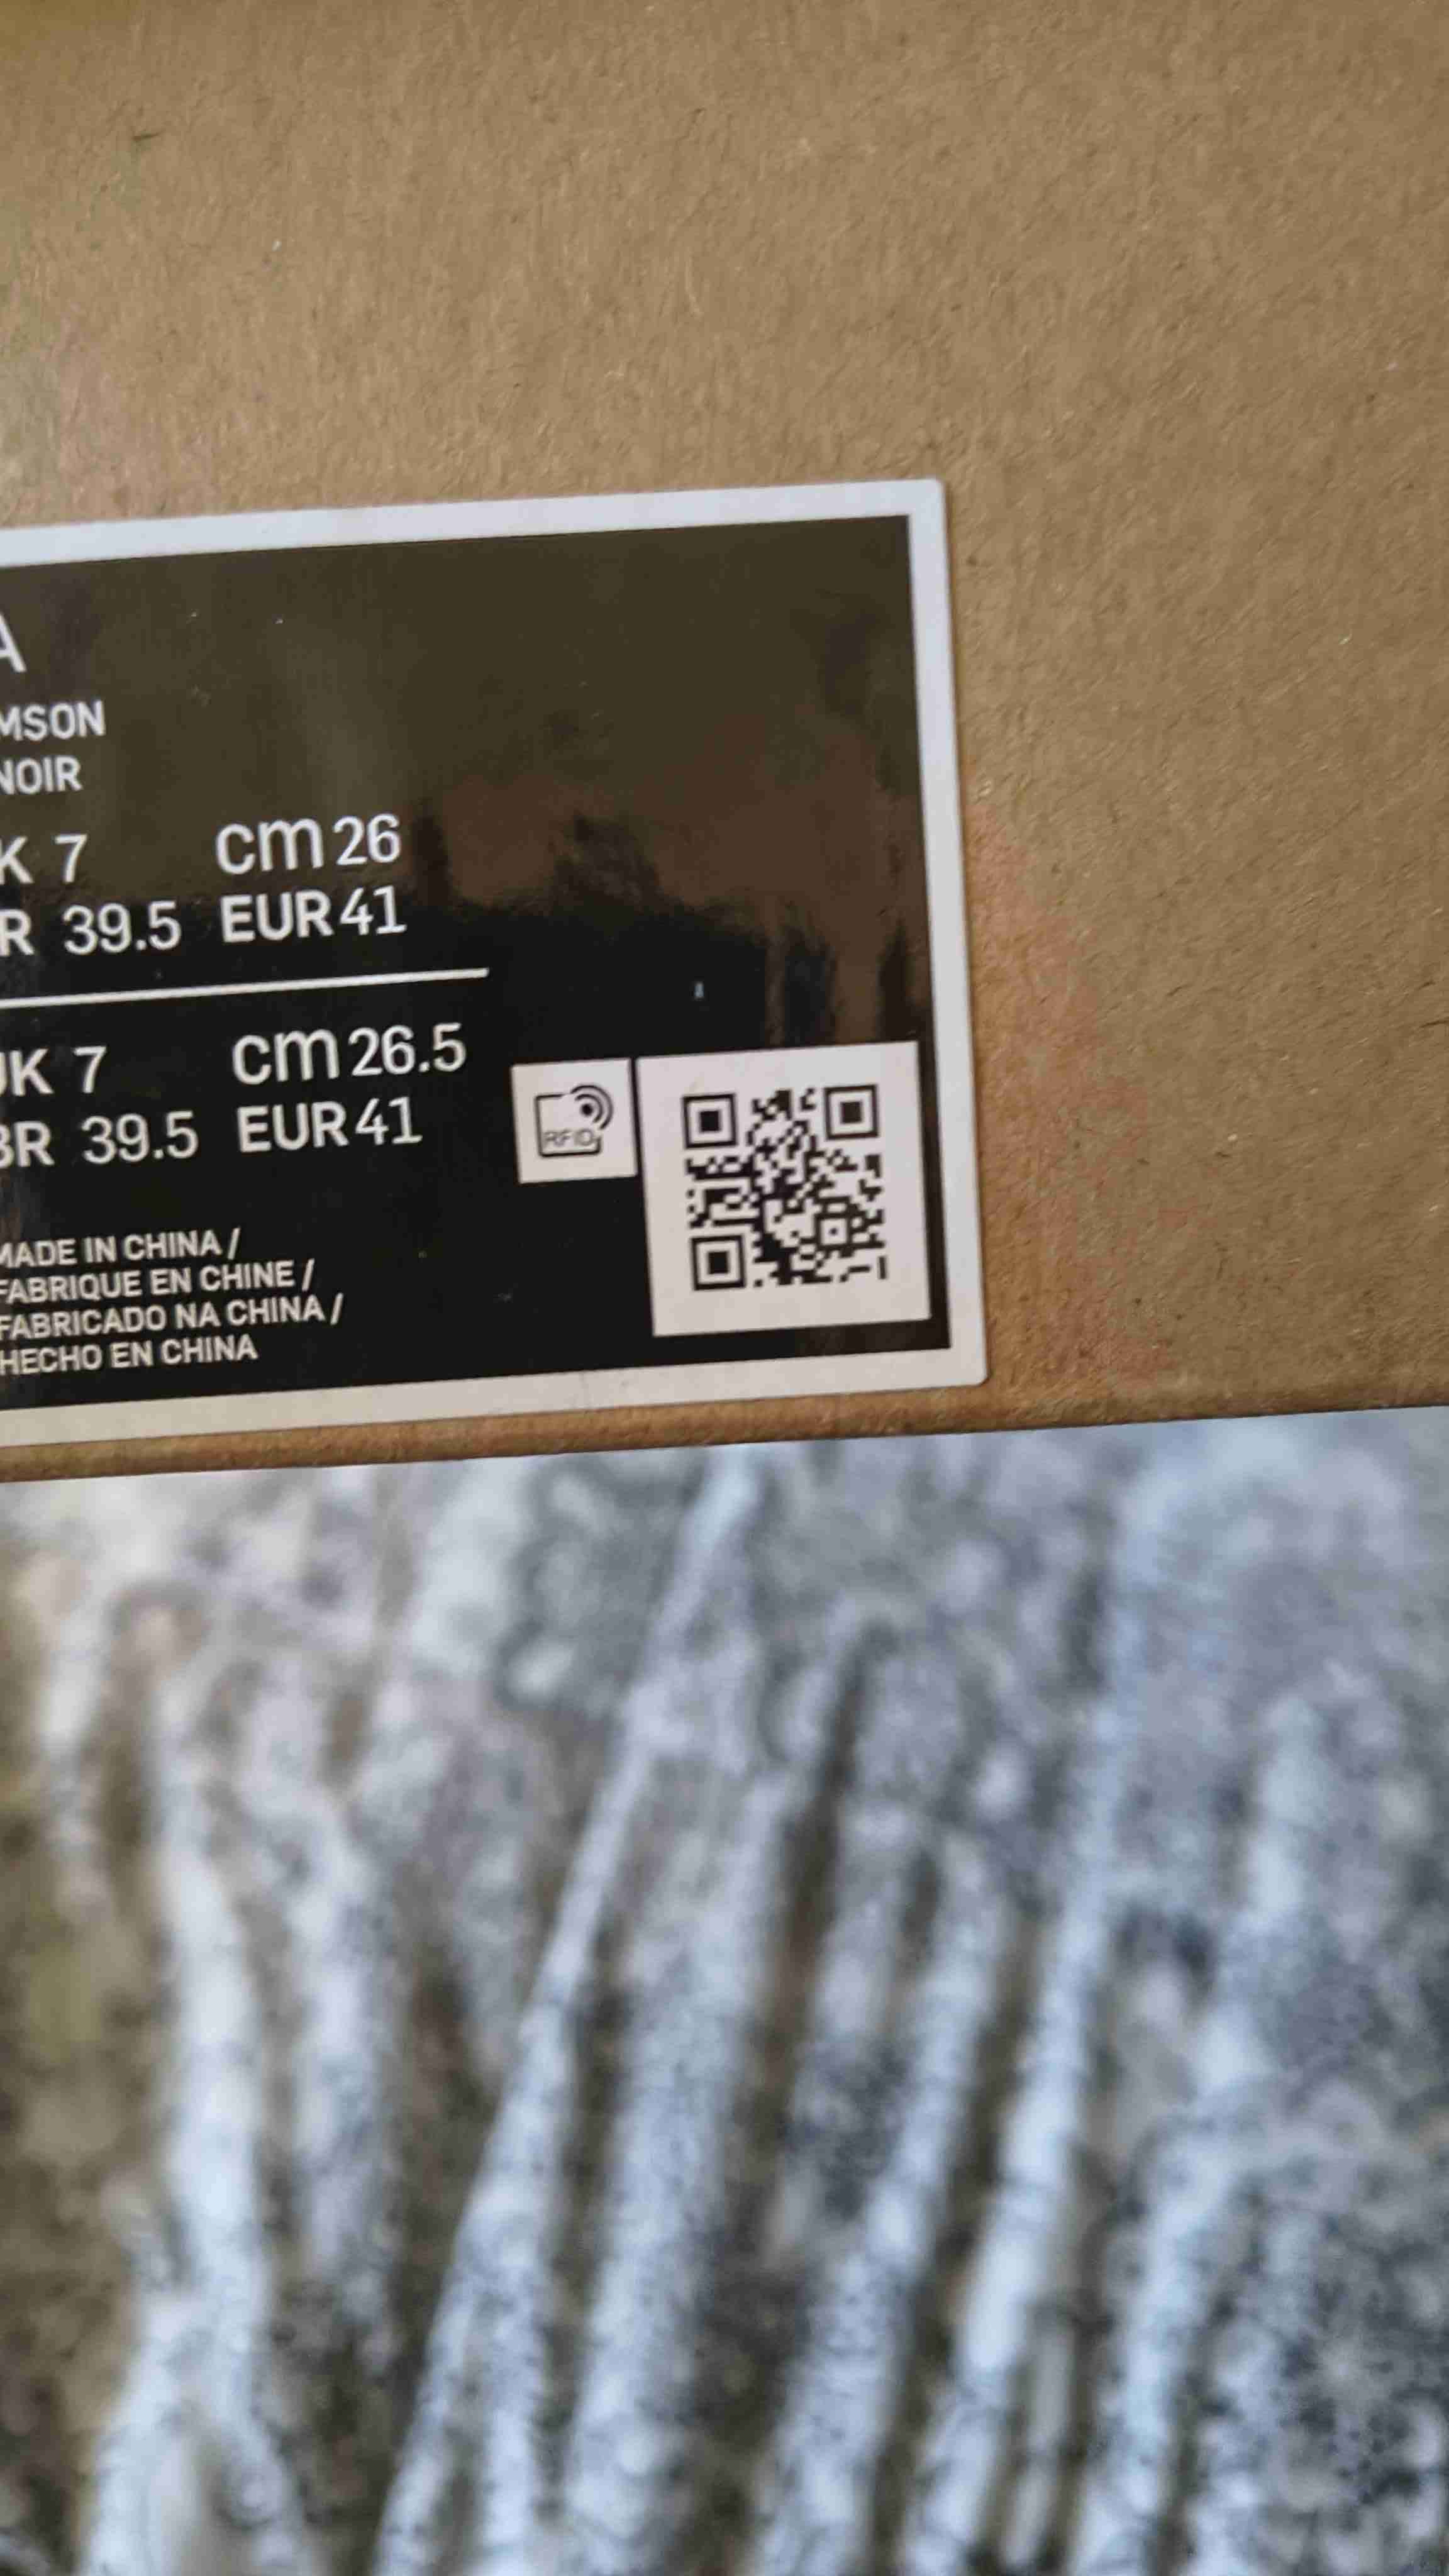 A
MSON
NOIR
K 7 cm 26
R 39.5 EUR 41
UK 7 cm 26.5
BR 39.5 EUR 41
RFID
MADE IN CHINA /
FABRIQUE EN CHINE /
FABRICADO NA CHINA /
HECHO EN CHINA